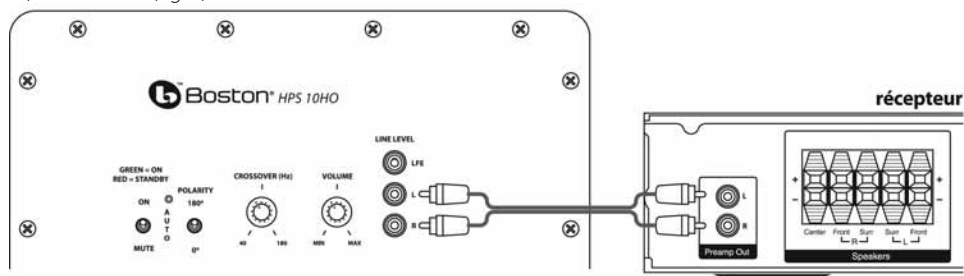 Boston® HPS 10HO
récepteur
LINE LEVEL
LFE
L
R
GREEN = ON
RED = STANDBY
ON
AUTO
MUTE
POLARITY
180°
0°
CROSSOVER (Hz)
40 180
VOLUME
MIN MAX
L
R
Preamp Out
+ +
– –
Center Front Surr Surr Front
R L
Speakers